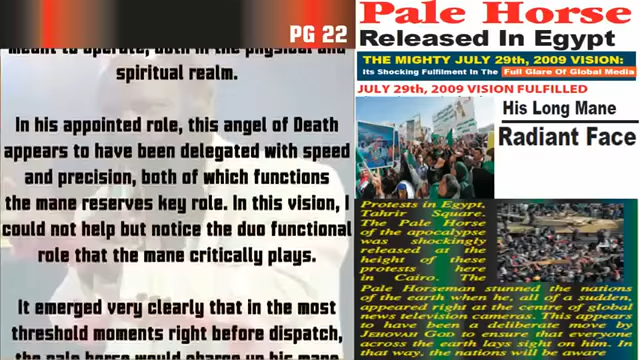 PG 22
meant to operate, both in the physical and
spiritual realm.
In his appointed role, this angel of Death
appears to have been delegated with speed
and precision, both of which functions
the mane reserves key role. In this vision, I
could not help but notice the duo functional
role that the mane critically plays.
It emerged very clearly that in the most
threshold moments right before dispatch,
the pale horse would charge up his mane
Pale Horse
Released In Egypt
THE MIGHTY JULY 29th, 2009 VISION:
Its Shocking Fulfilment In The Full Glare Of Global Media
JULY 29th, 2009 VISION FULFILLED
His Long Mane
Radiant Face
Protests in Egypt,
Tahrir Square.
The Pale Horse
of the apocalypse
was shockingly
released at the
height of these
protests here
in Cairo. The
Pale Horseman stunned the nations
of the earth when he, all of a sudden,
appeared right at the centre of global
news television cameras. This appears
to have been a deliberate move by
JEHOVAH GOD to ensure that everyone
across the earth lays sight on him. In
that way, the nations will be aware